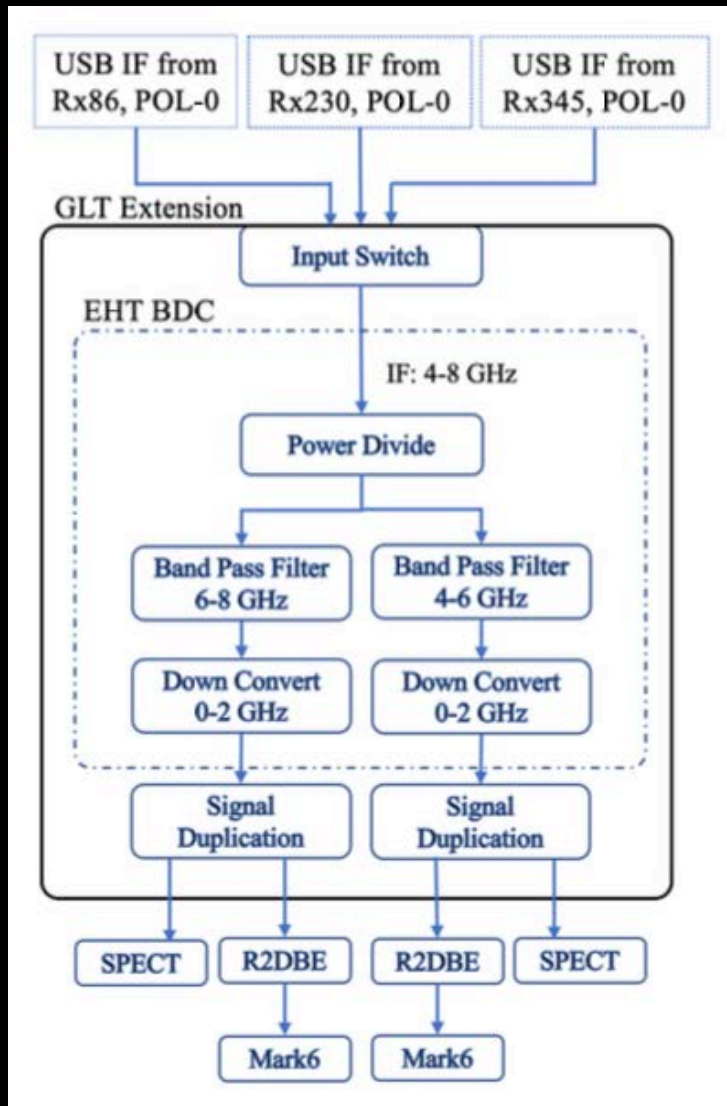 USB IF from
Rx86, POL-0
USB IF from
Rx230, POL-0
USB IF from
Rx345, POL-0
GLT Extension
Input Switch
EHT BDC
IF: 4-8 GHz
Power Divide
Band Pass Filter
6-8 GHz
Band Pass Filter
4-6 GHz
Down Convert
0-2 GHz
Down Convert
0-2 GHz
Signal
Duplication
Signal
Duplication
SPECT
R2DBE
R2DBE
SPECT
Mark6
Mark6